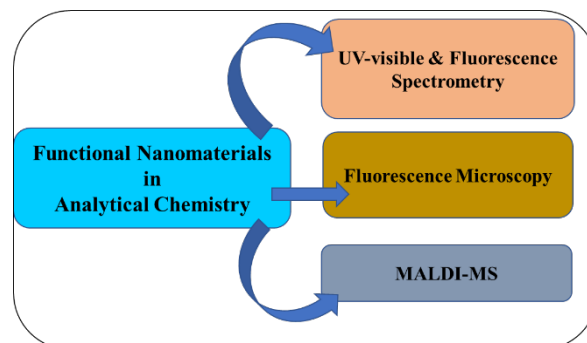 UV-visible & Fluorescence
Spectrometry
Functional Nanomaterials
in
Analytical Chemistry
Fluorescence Microscopy
MALDI-MS